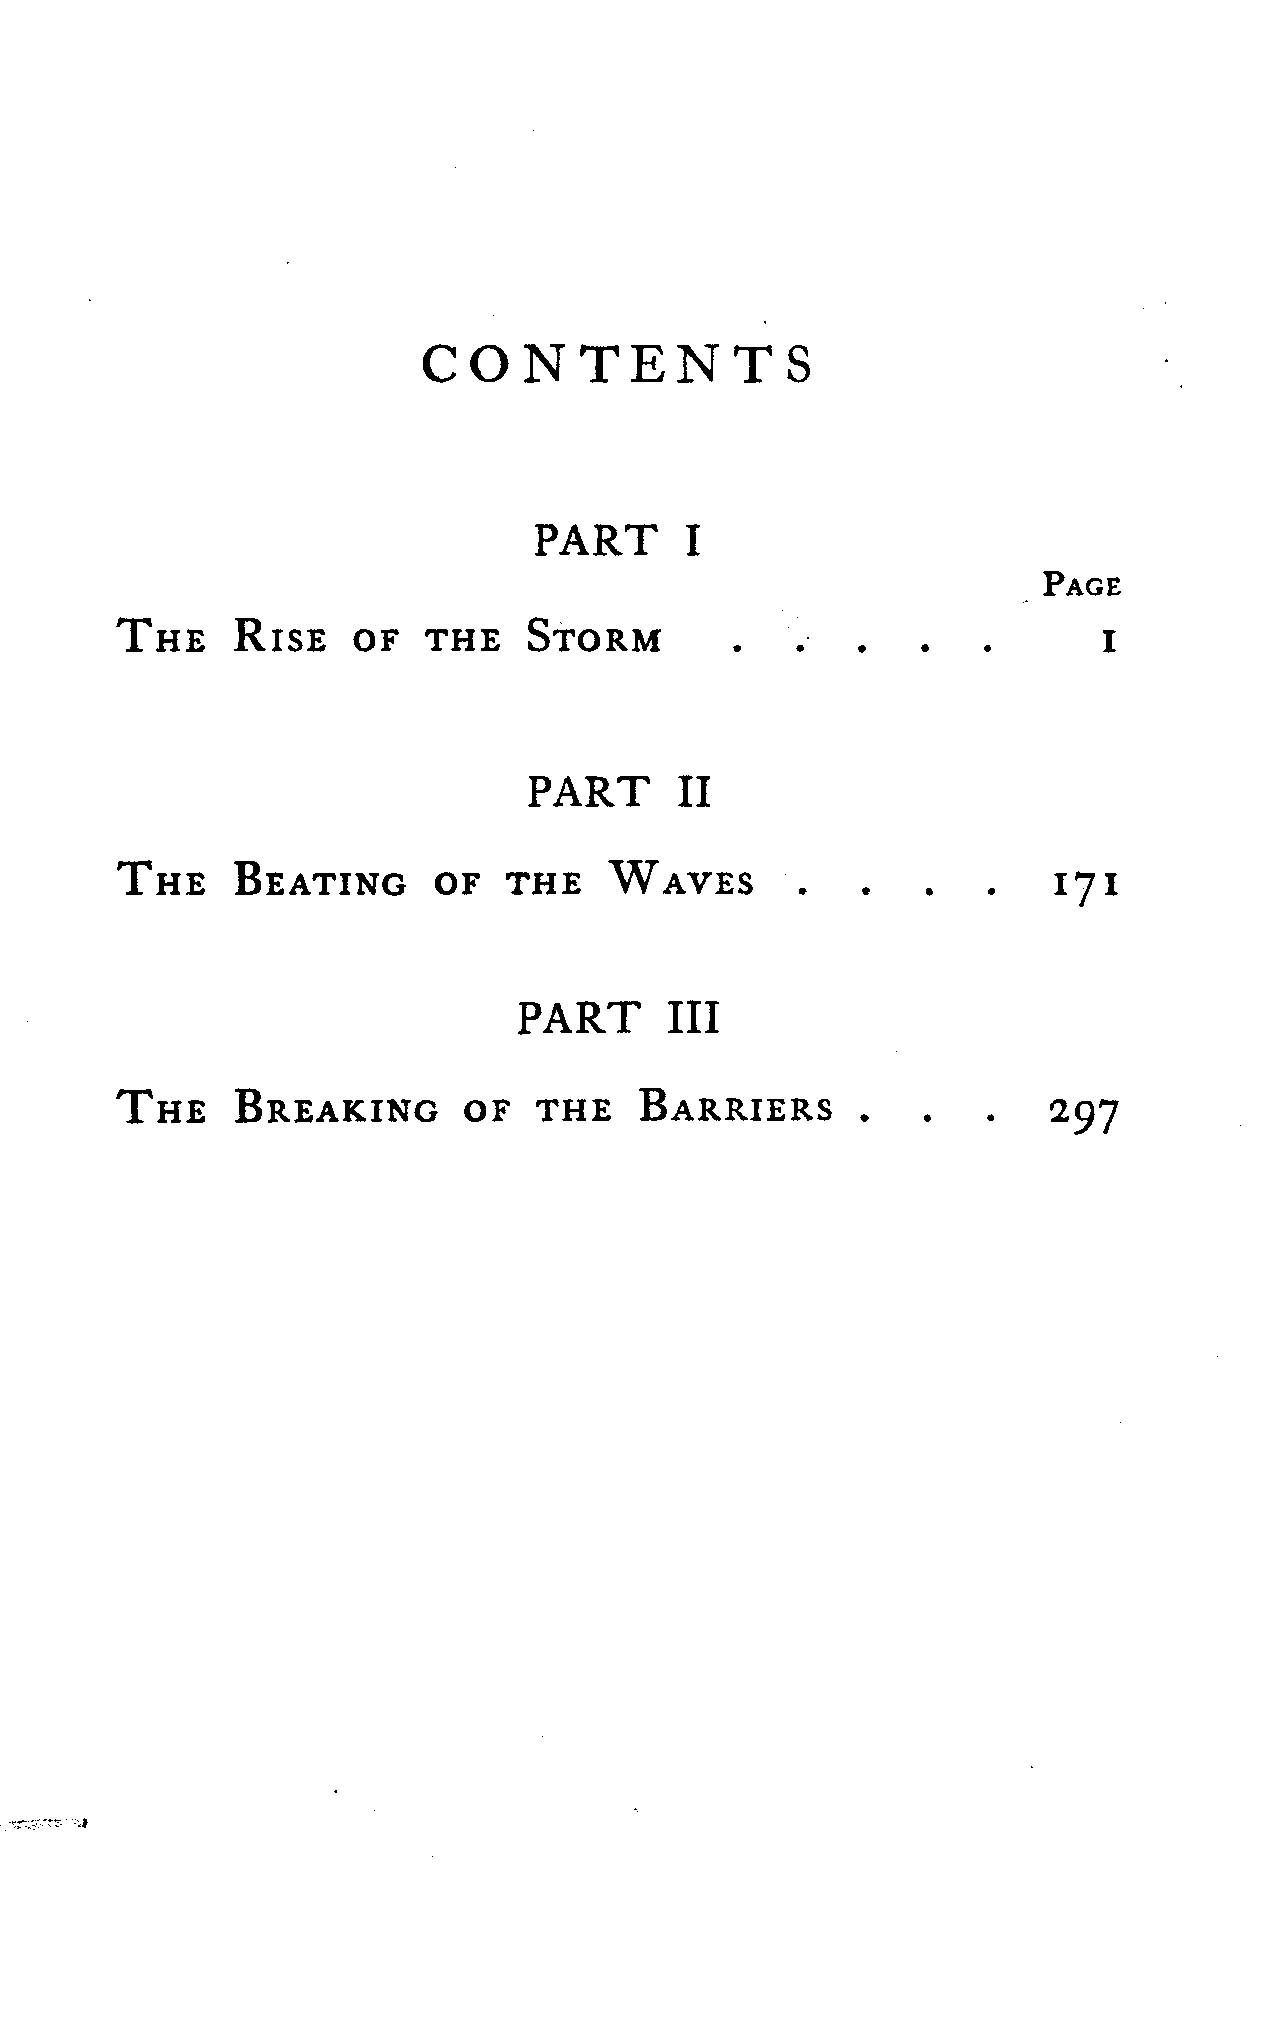 CONTENTS
PART I
PAGE
THE RISE OF THE STORM . . . . . 1
PART II
THE BEATING OF THE WAVES . . . . 171
PART III
THE BREAKING OF THE BARRIERS . . . 297